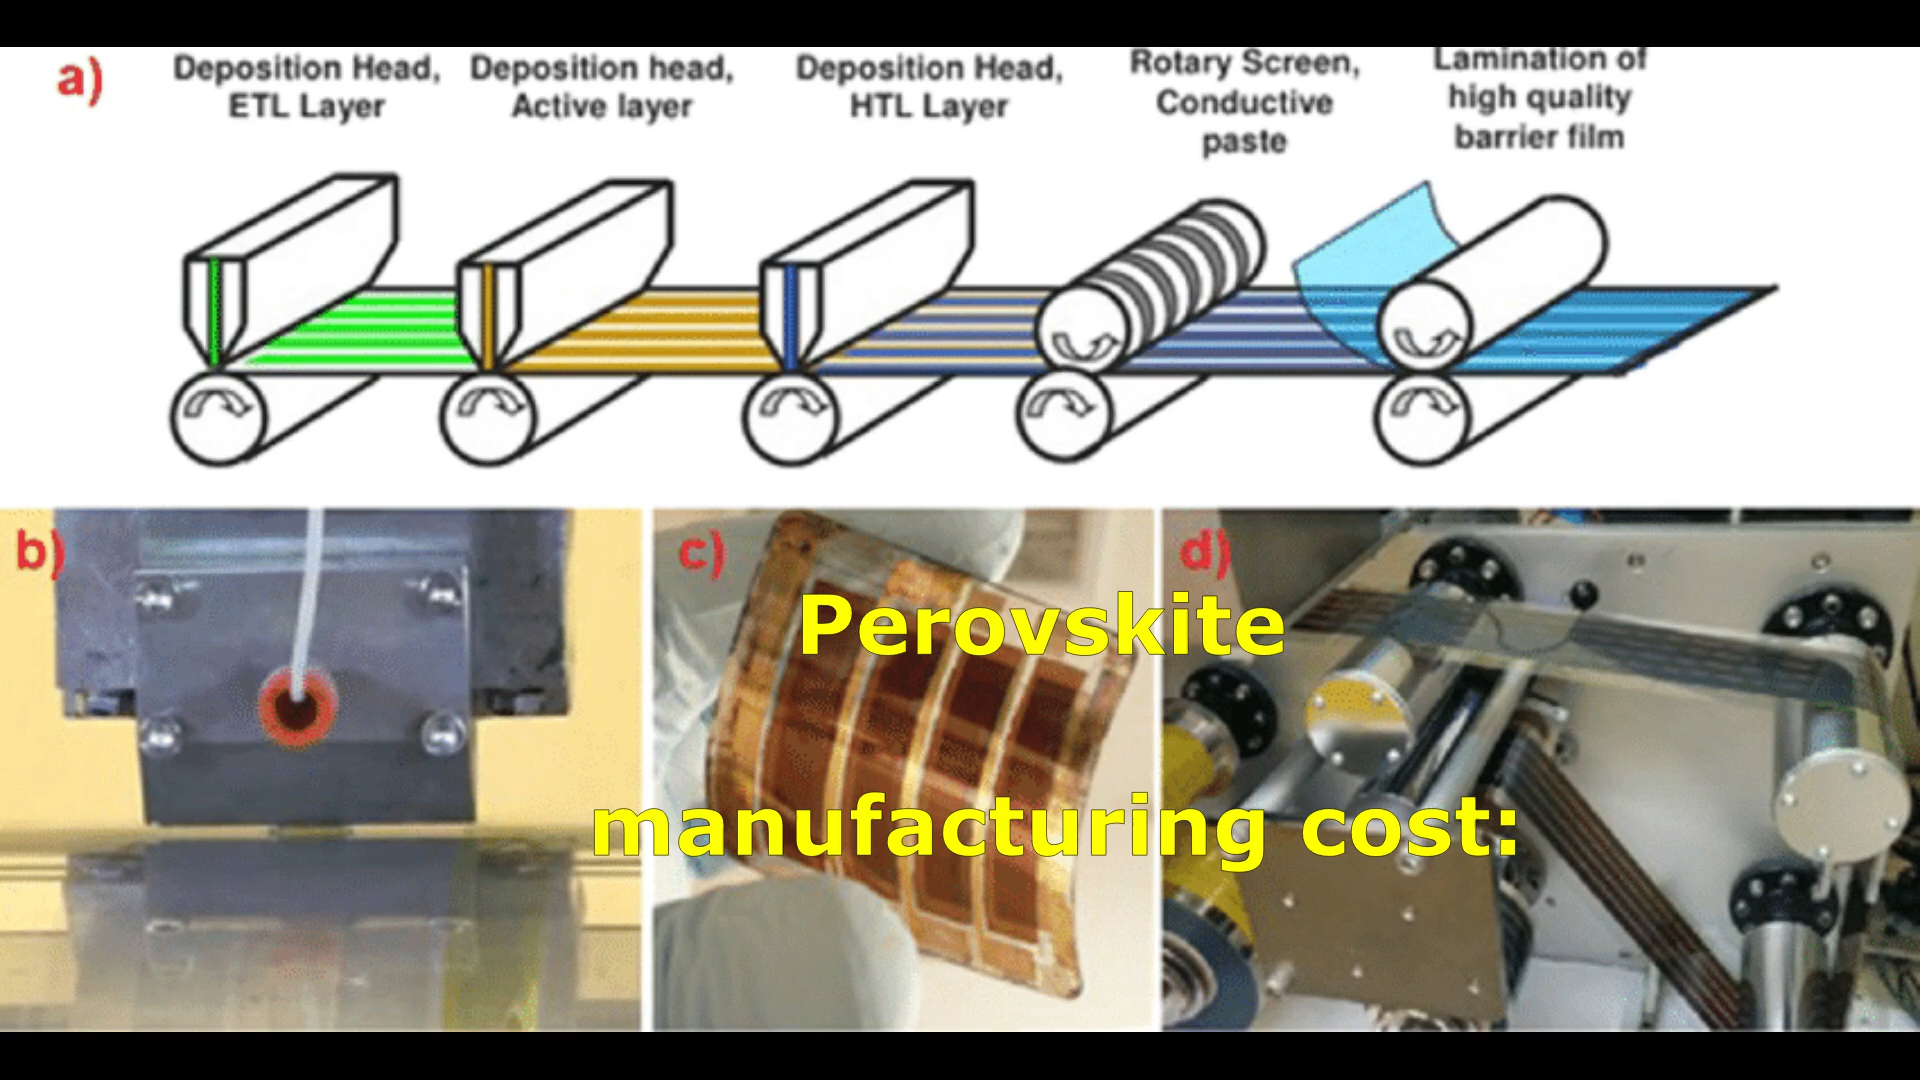 a)
Deposition Head,
ETL Layer
Deposition head,
Active layer
Deposition Head,
HTL Layer
Rotary Screen,
Conductive
paste
Lamination of
high quality
barrier film
b)
c)
d)
Perovskite
manufacturing cost: